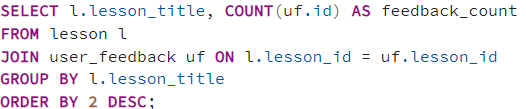 SELECT l.lesson_title, COUNT(uf.id) AS feedback_count
FROM lesson l
JOIN user_feedback uf ON l.lesson_id = uf.lesson_id
GROUP BY l.lesson_title
ORDER BY 2 DESC;